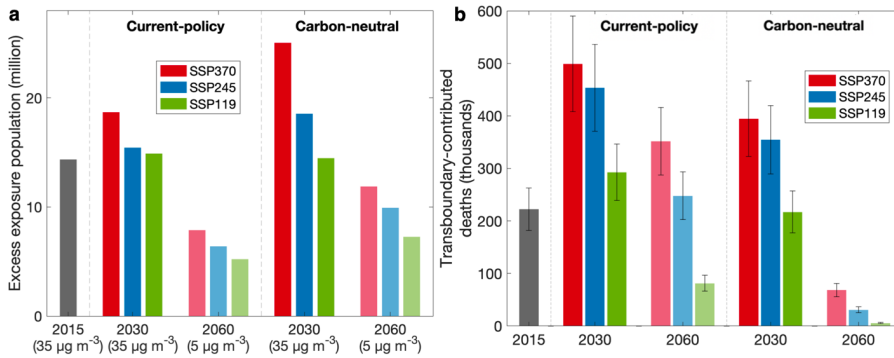 a
Current-policy
Carbon-neutral
SSP370
SSP245
SSP119
Excess exposure population (million)
20
10
0
2015
2030
2060
2030
2060
(35 µg m⁻³)
(35 µg m⁻³)
(5 µg m⁻³)
(35 µg m⁻³)
(5 µg m⁻³)
b
Current-policy
Carbon-neutral
SSP370
SSP245
SSP119
Transboundary-contributed
deaths (thousands)
600
500
400
300
200
100
0
2015
2030
2060
2030
2060